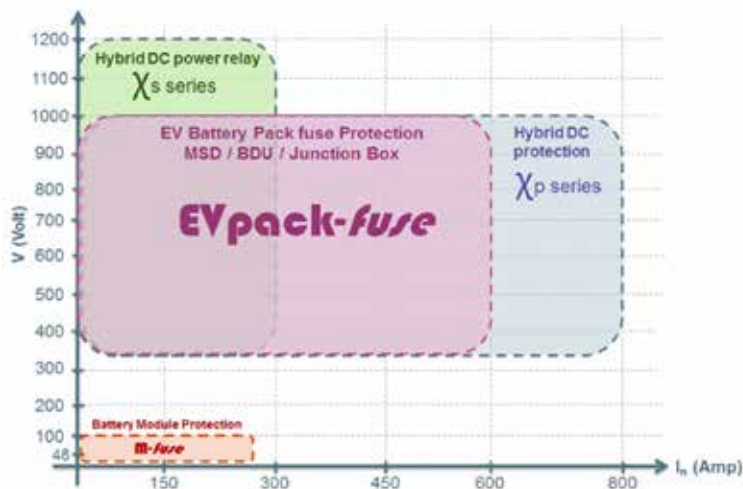 1200
1100
1000
900
800
700
600
500
400
300
200
100
48
V (Volt)
Hybrid DC power relay
χs series
EV Battery Pack fuse Protection
MSD / BDU / Junction Box
EVpack-fuse
Hybrid DC
protection
χp series
Battery Module Protection
M-fuse
150
300
450
600
800
In (Amp)